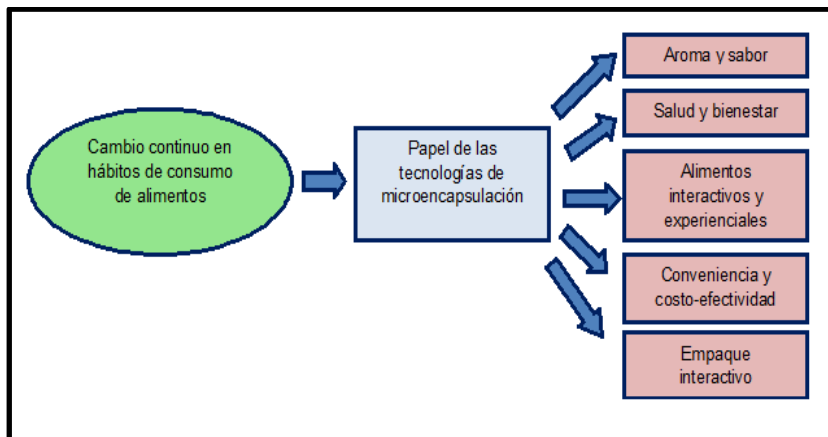 Cambio continuo en
hábitos de consumo
de alimentos
Papel de las
tecnologías de
microencapsulación
Aroma y sabor
Salud y bienestar
Alimentos
interactivos y
experienciales
Conveniencia y
costo-efectividad
Empaque
interactivo